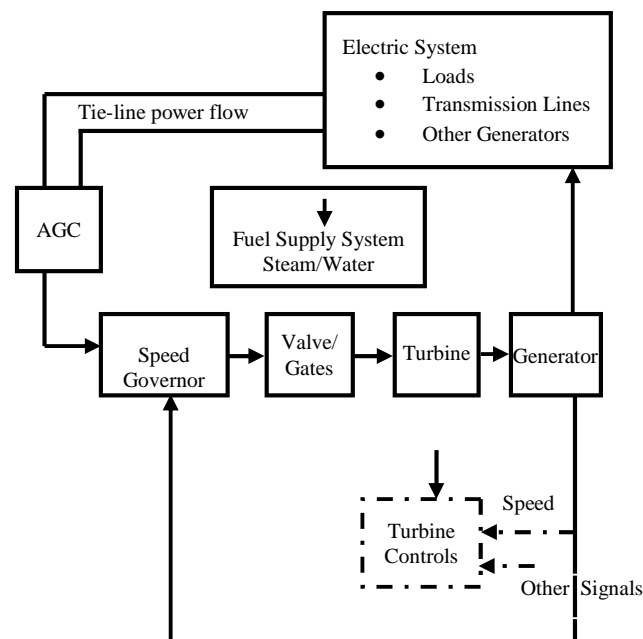 Electric System
• Loads
• Transmission Lines
• Other Generators
Tie-line power flow
AGC
Fuel Supply System
Steam/Water
Speed
Governor
Valve/
Gates
Turbine
Generator
Speed
Turbine
Controls
Other Signals